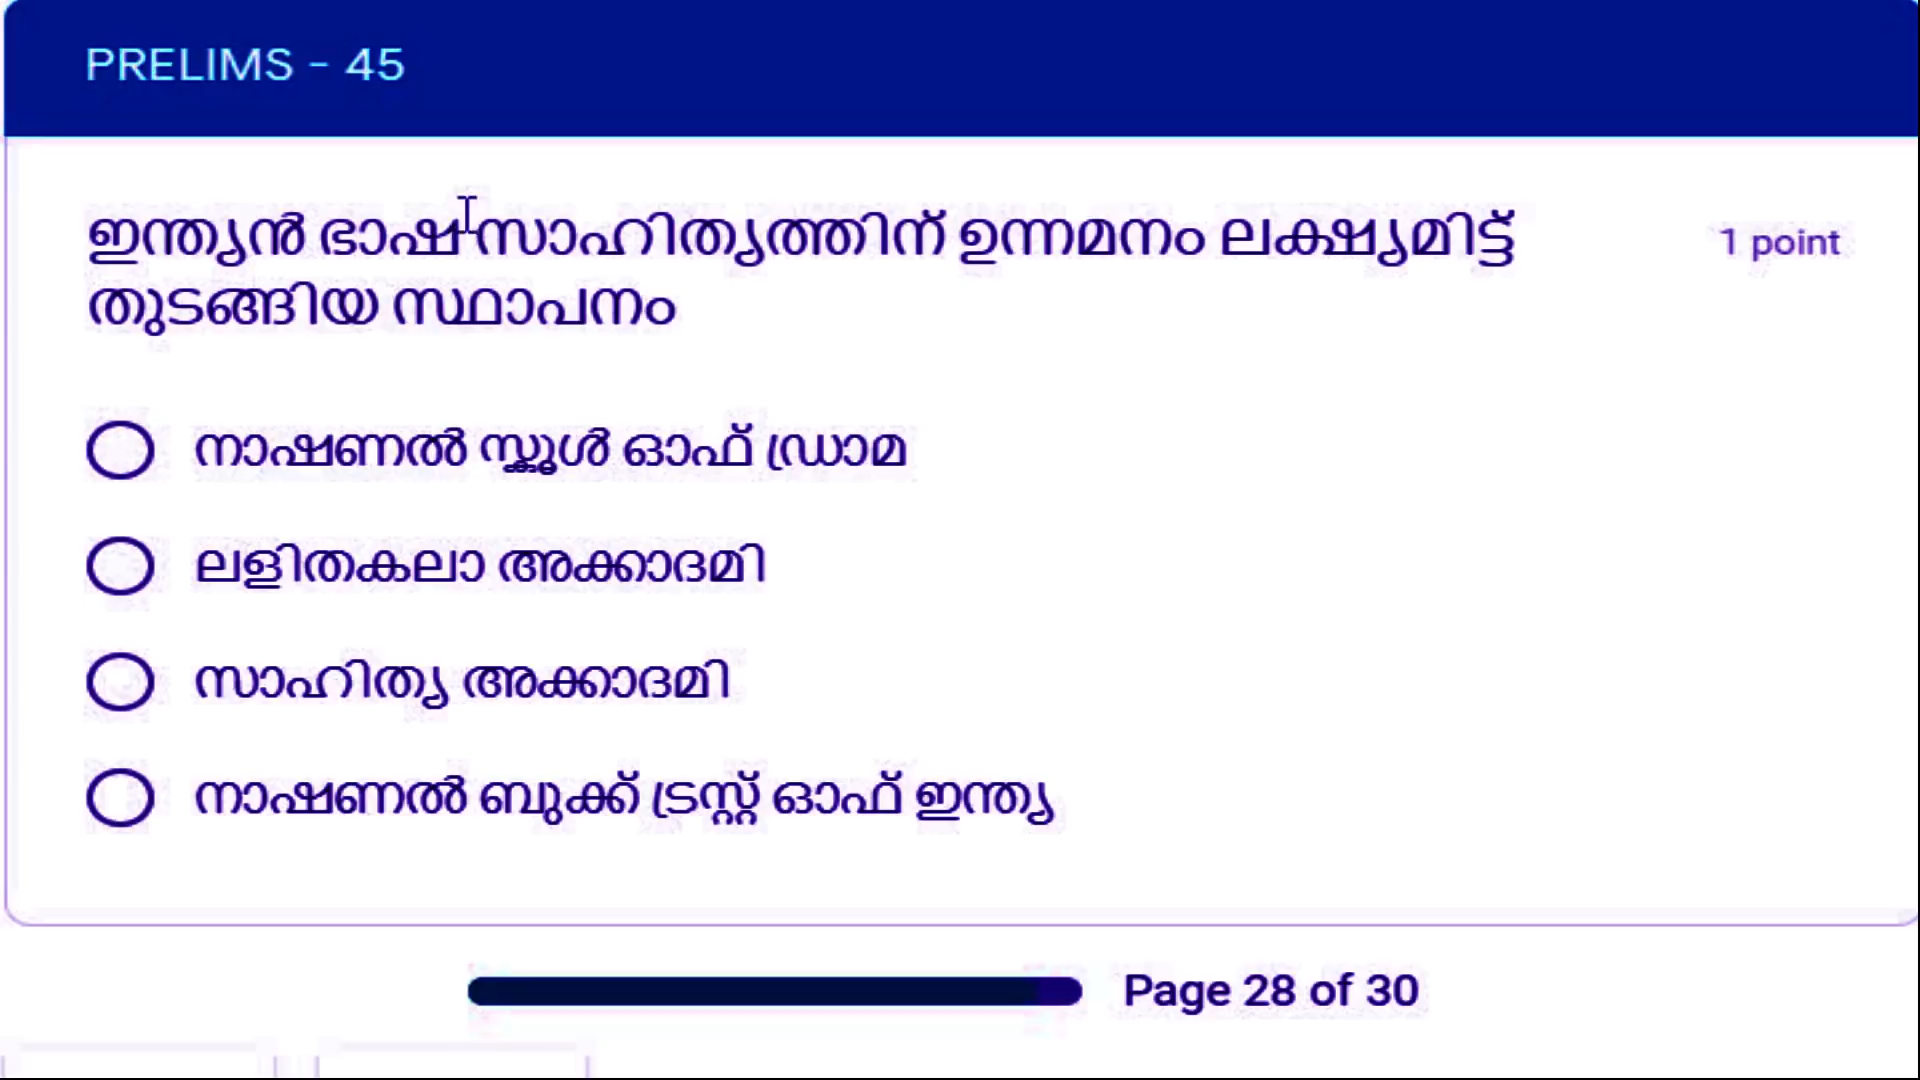 PRELIMS - 45
ഇന്ത്യൻ ഭാഷ സാഹിത്യത്തിന് ഉന്നമനം ലക്ഷ്യമിട്ട്
തുടങ്ങിയ സ്ഥാപനം
1 point
നാഷണൽ സ്കൂൾ ഓഫ് ഡ്രാമ
ലളിതകലാ അക്കാദമി
സാഹിത്യ അക്കാദമി
നാഷണൽ ബുക്ക് ട്രസ്റ്റ് ഓഫ് ഇന്ത്യ
Page 28 of 30